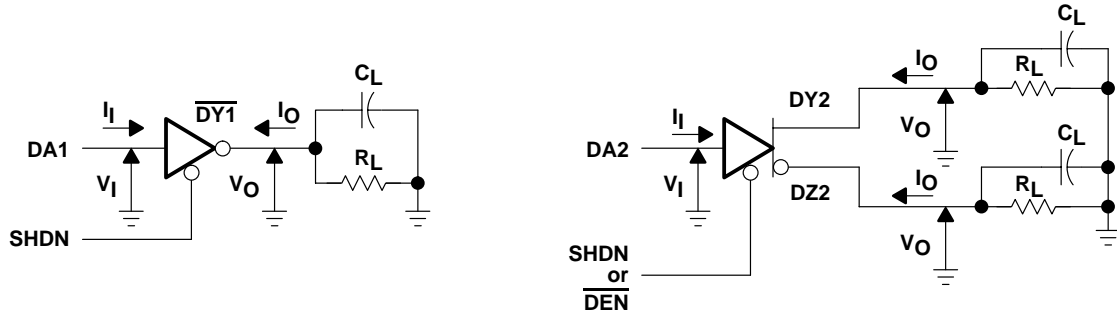 DA1
II
VI
DY1
IO
VO
CL
RL
SHDN
DA2
II
VI
DY2
DZ2
IO
VO
CL
RL
IO
VO
CL
RL
SHDN
or
DEN